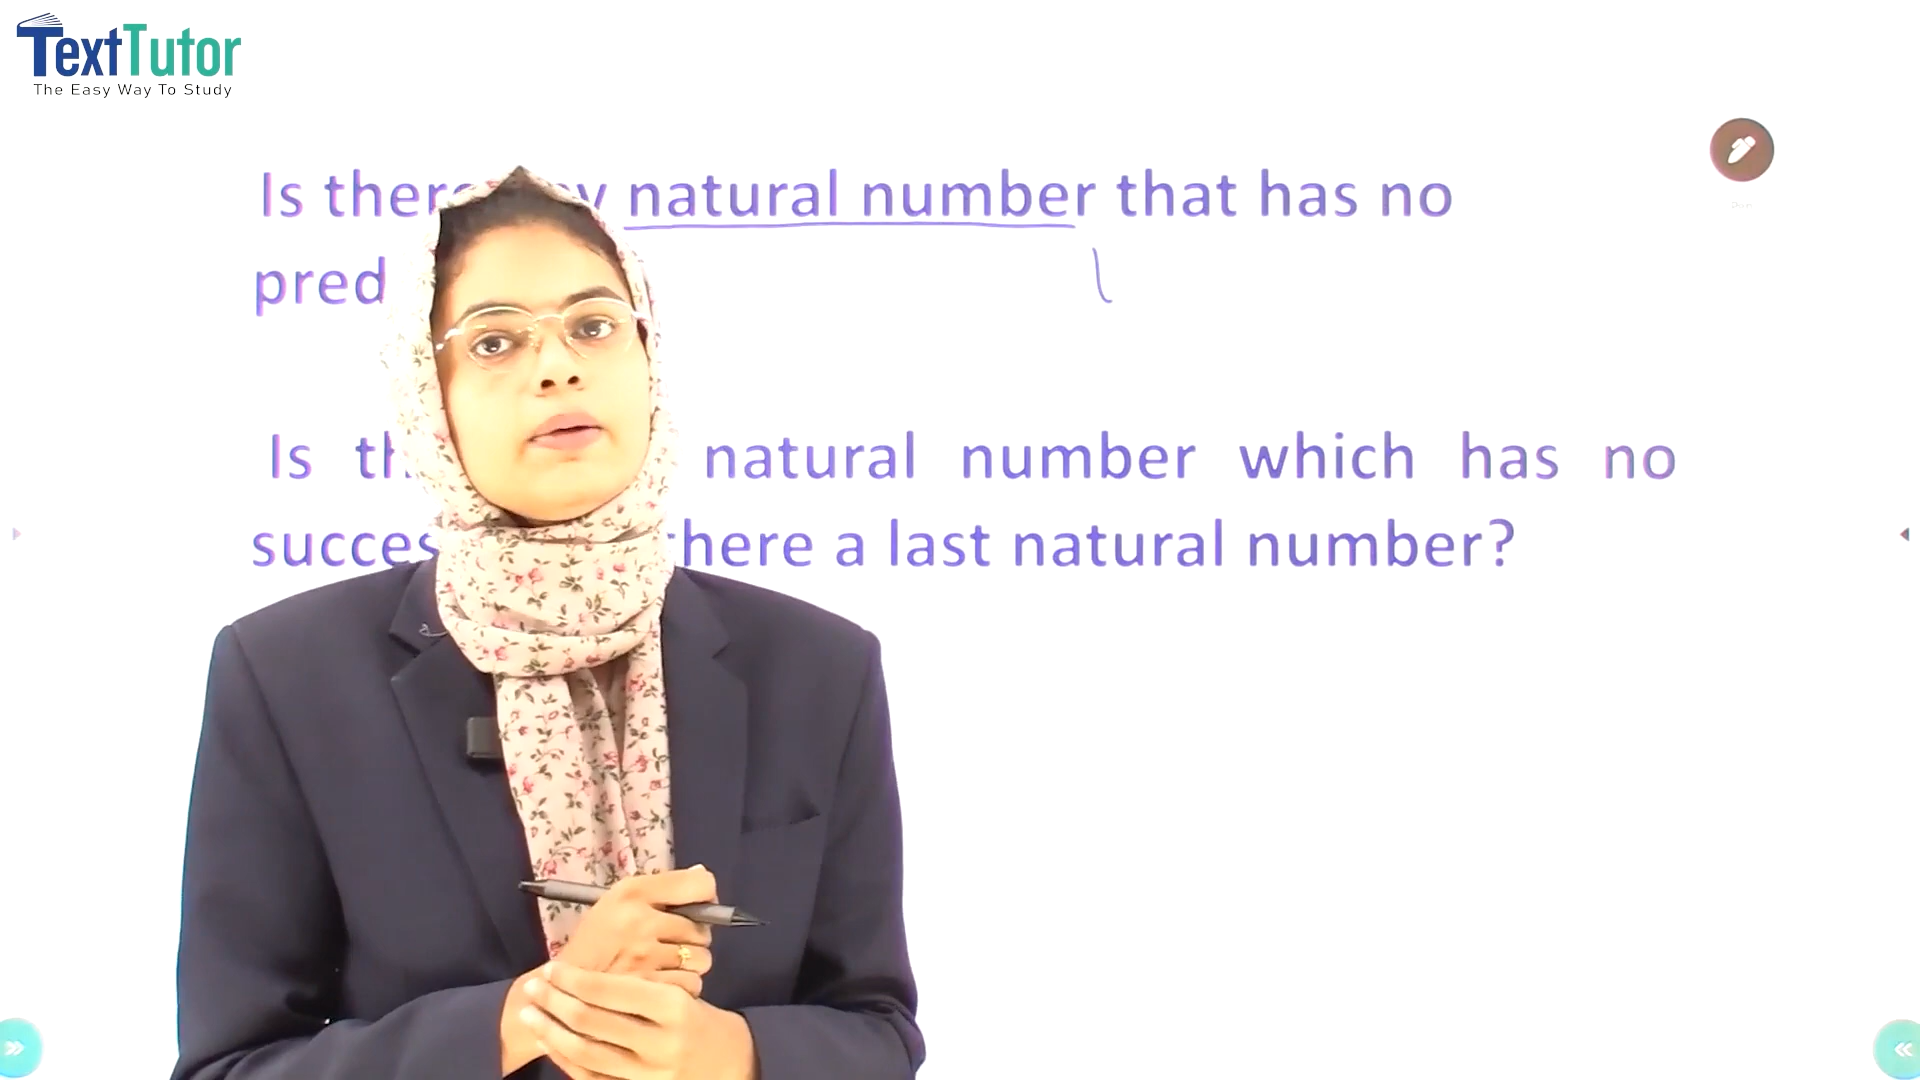 TextTutor
The Easy Way To Study
Is there natural number that has no
pred
Is natural number which has no
succes here a last natural number?